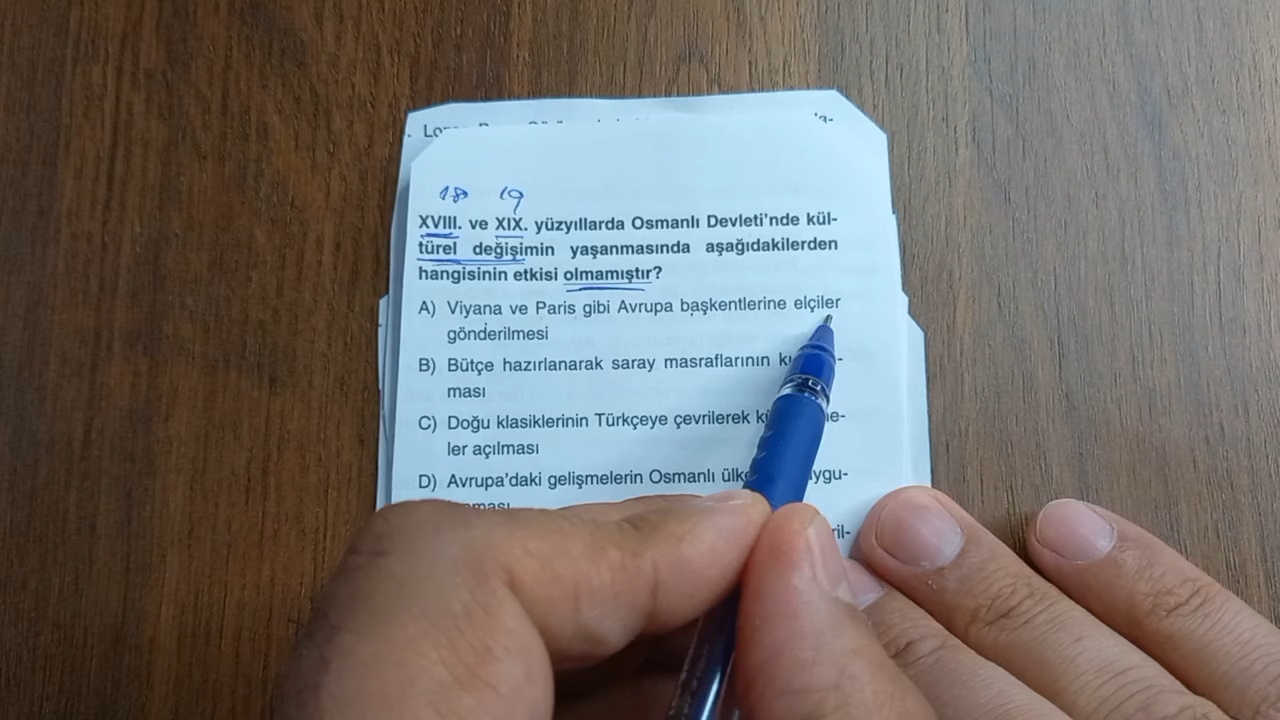 18 19
XVIII. ve XIX. yüzyıllarda Osmanlı Devleti'nde kül-
türel değişimin yaşanmasında aşağıdakilerden
hangisinin etkisi olmamıştır?
A) Viyana ve Paris gibi Avrupa başkentlerine elçiler
gönderilmesi
B) Bütçe hazırlanarak saray masraflarının
ması
C) Doğu klasiklerinin Türkçeye çevrilerek
ler açılması
D) Avrupa'daki gelişmelerin Osmanlı